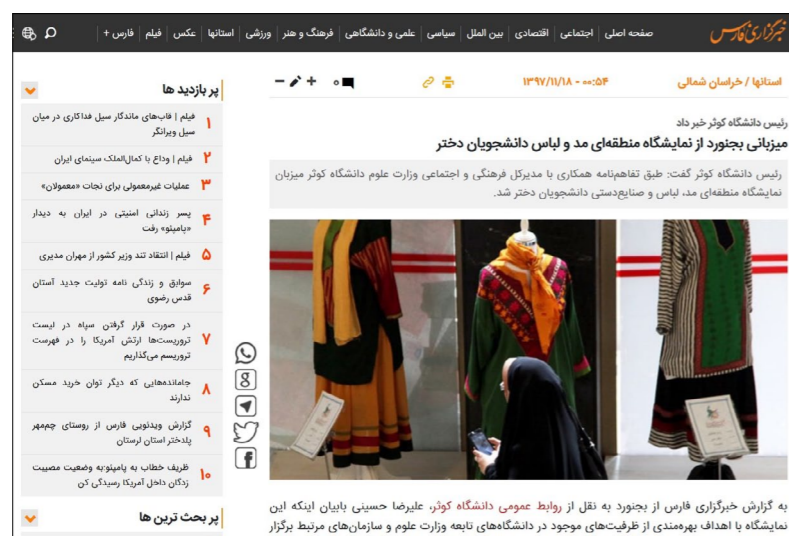 خبرگزاری فارس
صفحه اصلی
اجتماعی
اقتصادی
بین الملل
سیاسی
علمی و دانشگاهی
فرهنگ و هنر
ورزشی
استانها
عکس
فیلم
فارس +
استانها / خراسان شمالی
۱۳۹۷/۱۱/۱۸ - ۰۰:۵۴
۰
رئیس دانشگاه کوثر خبر داد
میزبانی بجنورد از نمایشگاه منطقه‌ای مد و لباس دانشجویان دختر
رئیس دانشگاه کوثر گفت: طبق تفاهم‌نامه همکاری با مدیرکل فرهنگی و اجتماعی وزارت علوم دانشگاه کوثر میزبان
نمایشگاه منطقه‌ای مد، لباس و صنایع‌دستی دانشجویان دختر شد.
به گزارش خبرگزاری فارس از بجنورد به نقل از روابط عمومی دانشگاه کوثر، علیرضا حسینی بابیان اینکه این
نمایشگاه با اهداف بهره‌مندی از ظرفیت‌های موجود در دانشگاه‌های تابعه وزارت علوم و سازمان‌های مرتبط برگزار
پر بازدید ها
۱ فیلم | قاب‌های ماندگار سیل فداکاری در میان
سیل ویرانگر
۲ فیلم | وداع با کمال‌الملک سینمای ایران
۳ عملیات غیرمعمولی برای نجات «معمولان»
۴ پسر زندانی امنیتی در ایران به دیدار
«پامپئو» رفت
۵ فیلم | انتقاد تند وزیر کشور از مهران مدیری
۶ سوابق و زندگی نامه تولیت جدید آستان
قدس رضوی
۷ در صورت قرار گرفتن سپاه در لیست
تروریست‌ها ارتش آمریکا را در فهرست
تروریسم می‌گذاریم
۸ جامانده‌هایی که دیگر توان خرید مسکن
ندارند
۹ گزارش ویدئویی فارس از روستای چم‌مهر
پلدختر استان لرستان
۱۰ ظریف خطاب به پامپئو:به وضعیت مصیبت
زدگان داخل آمریکا رسیدگی کن
پر بحث ترین ها